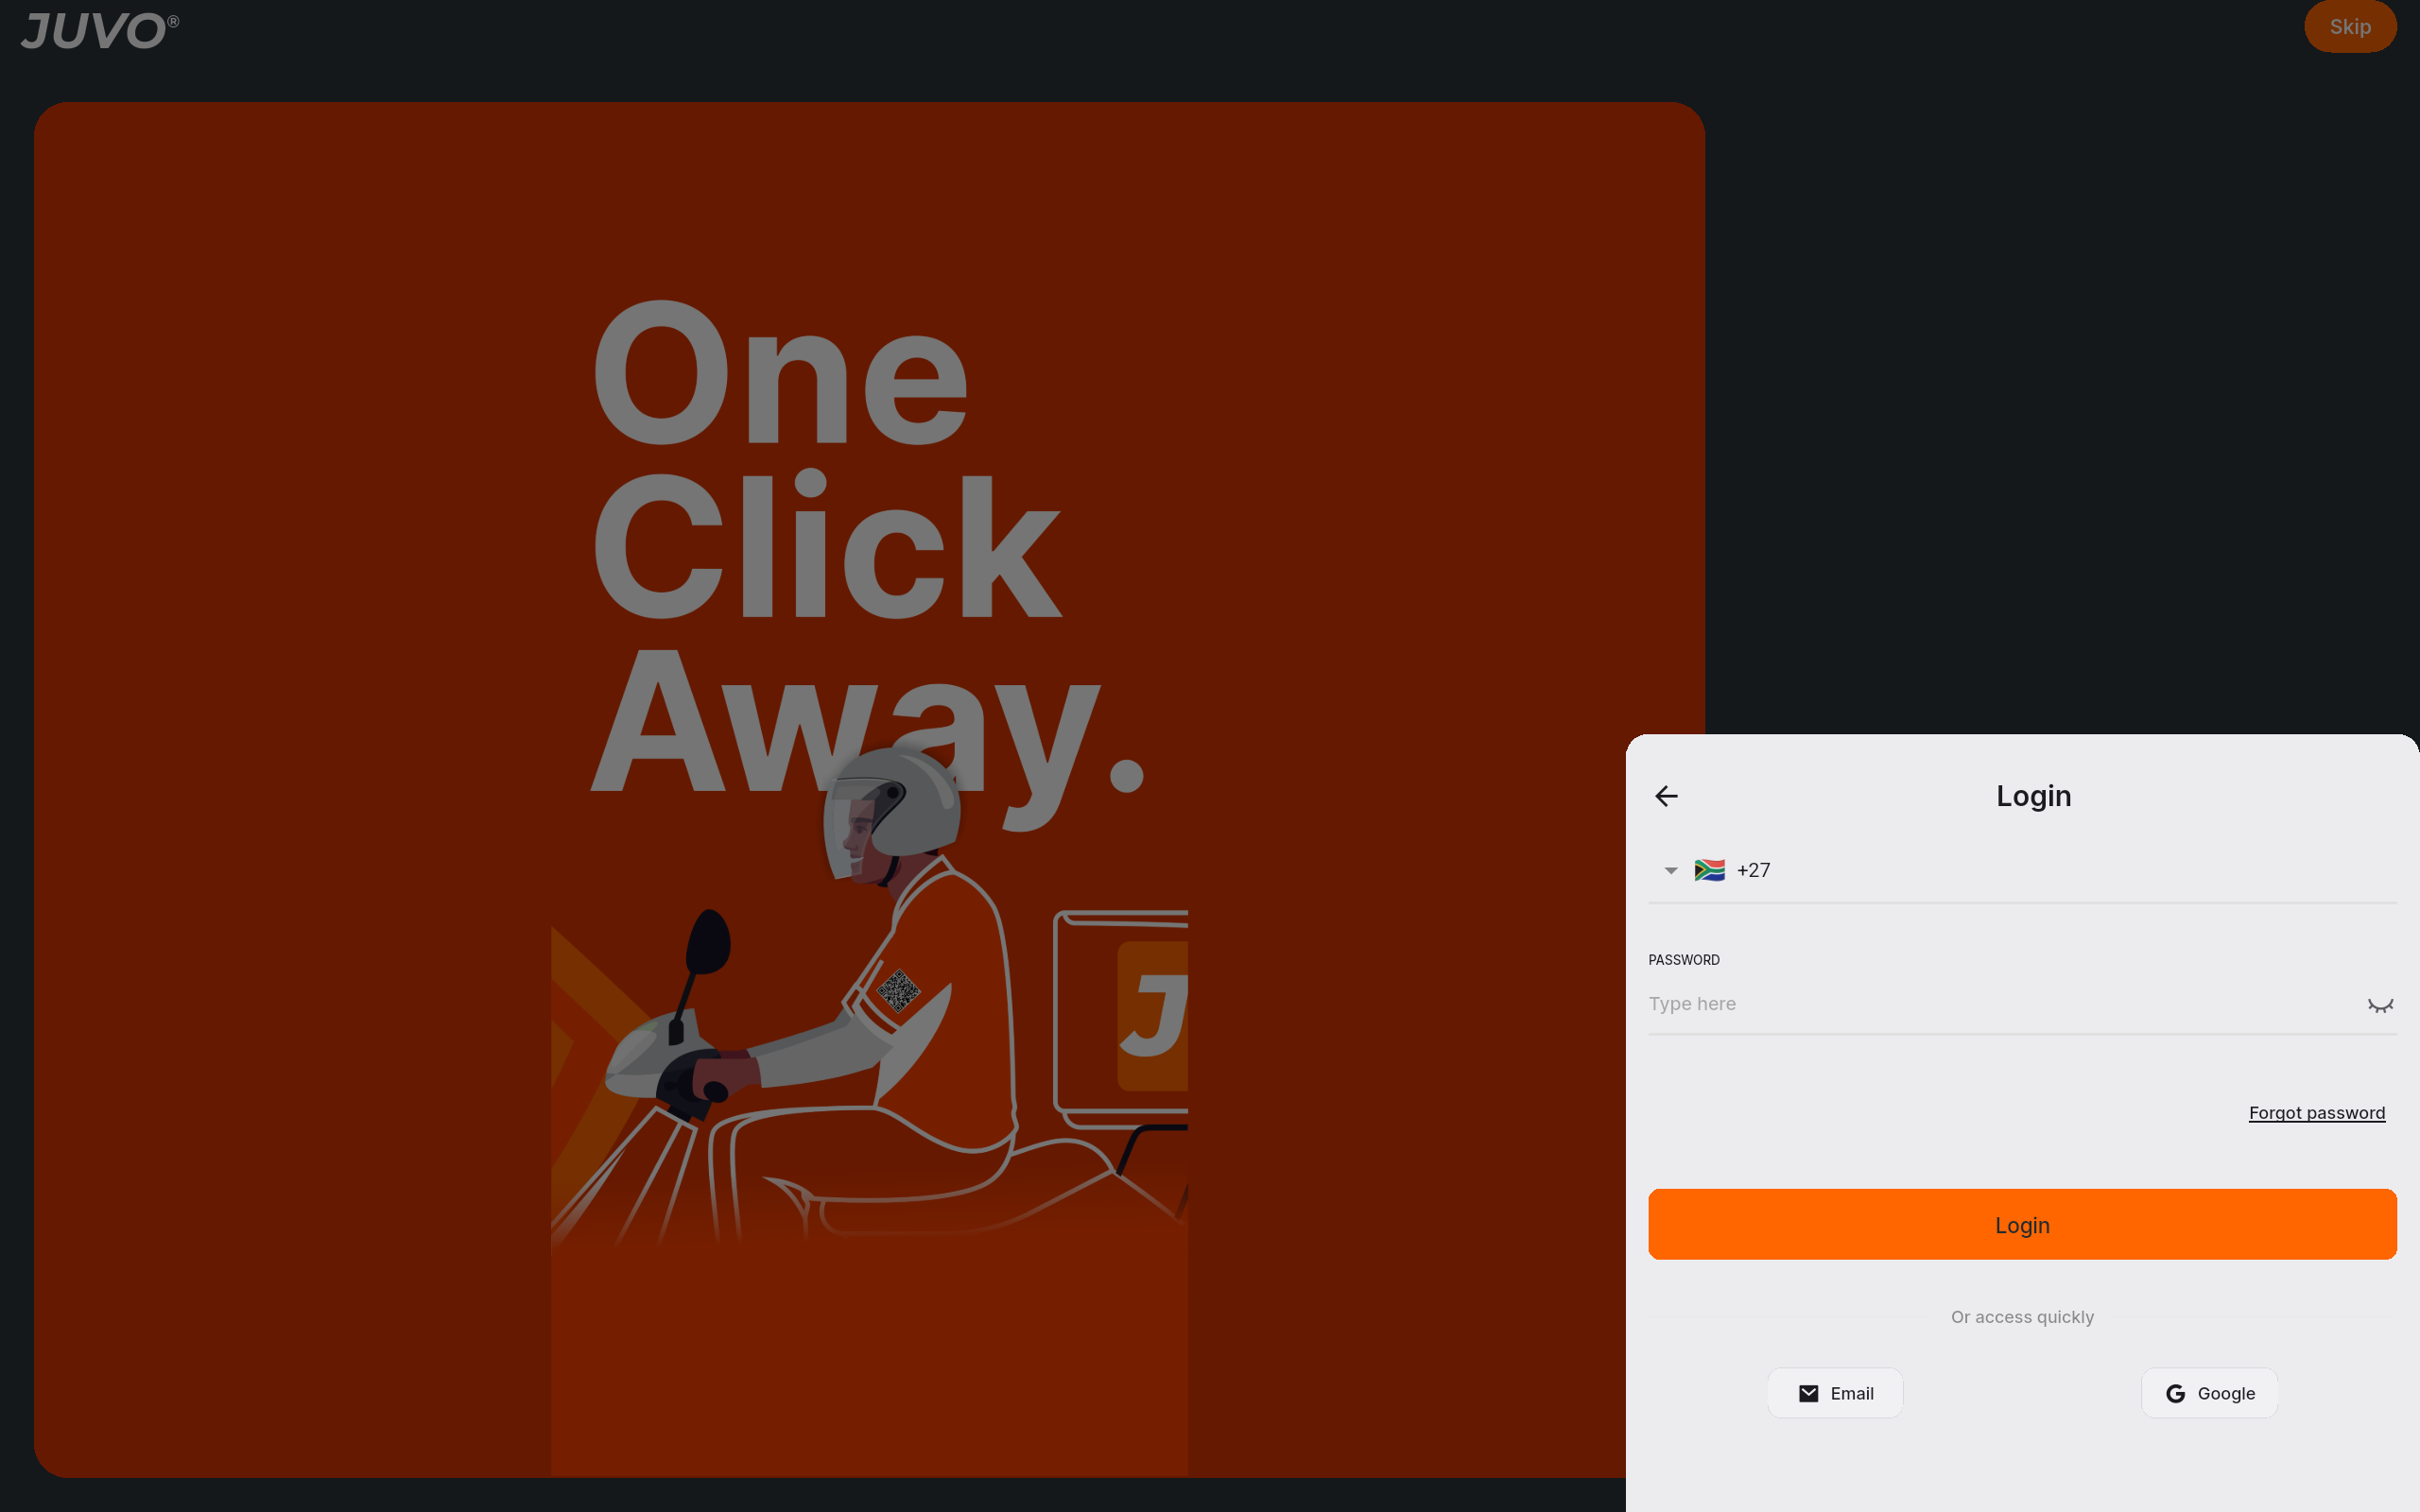 JUVO®
Skip
One
Click
Away.
J
Login
+27
PASSWORD
Type here
Forgot password
Login
Or access quickly
Email
Google